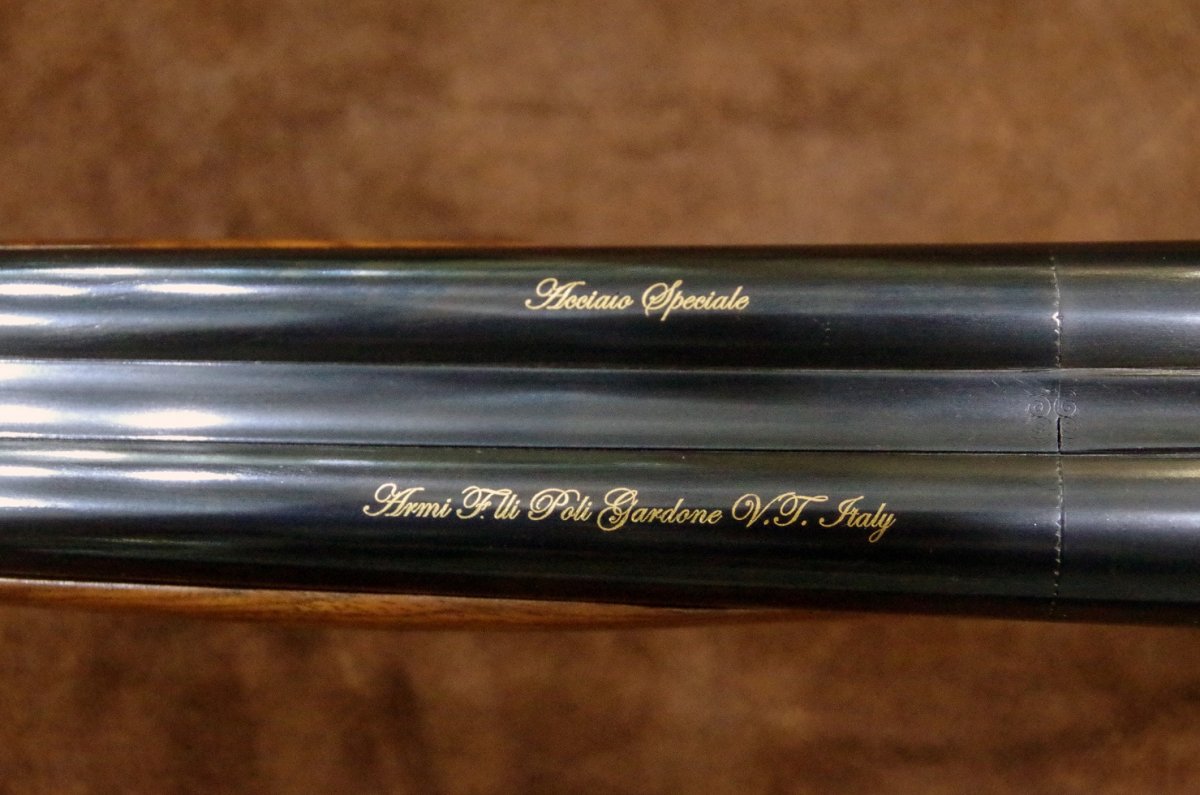 Acciaio Speciale
Armi F.lli Poli Gardone V.T. Italy